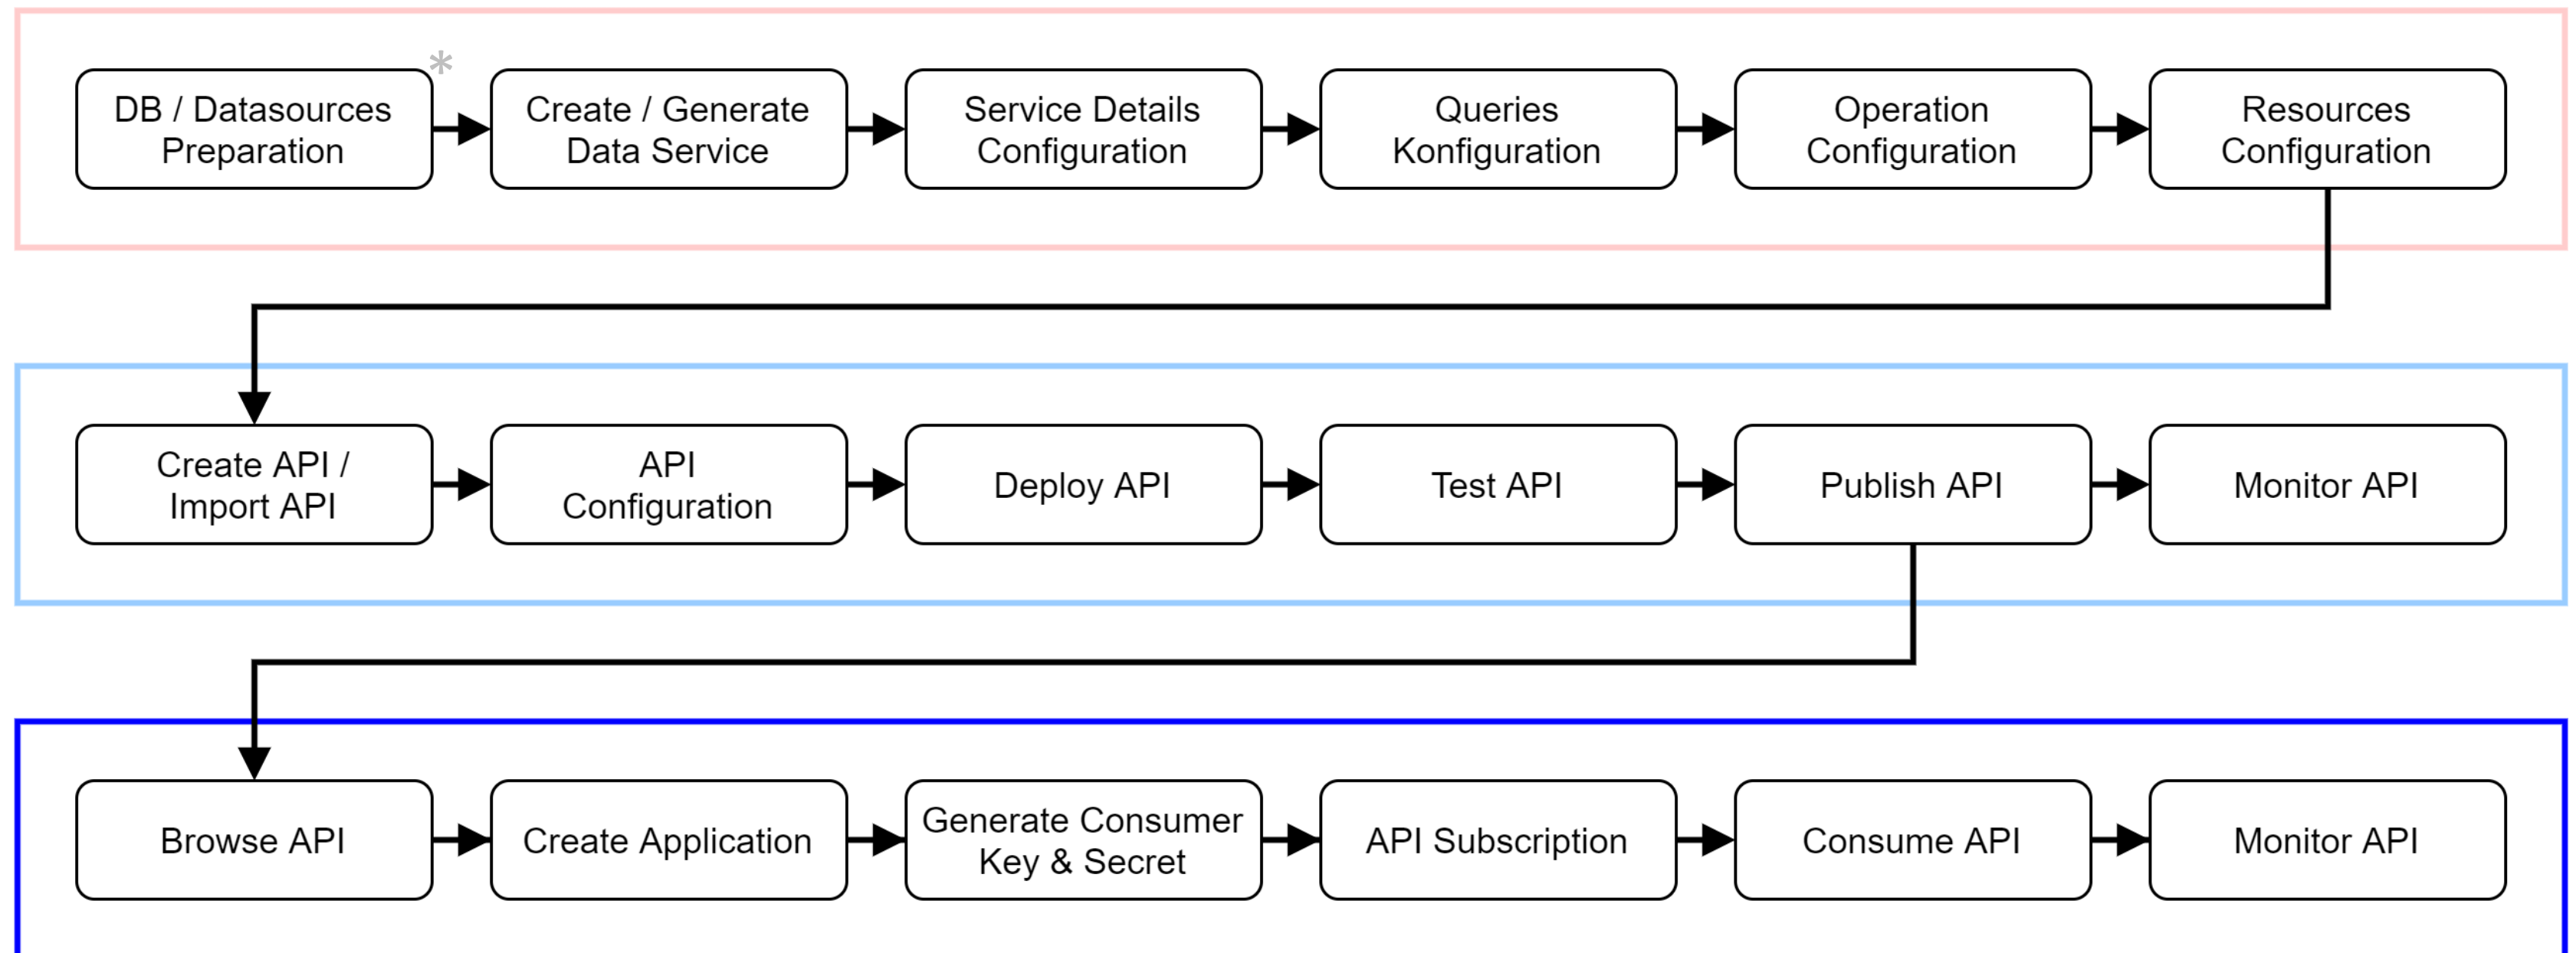 *
DB / Datasources
Preparation
Create / Generate
Data Service
Service Details
Configuration
Queries
Konfiguration
Operation
Configuration
Resources
Configuration
Create API /
Import API
API
Configuration
Deploy API
Test API
Publish API
Monitor API
Browse API
Create Application
Generate Consumer
Key & Secret
API Subscription
Consume API
Monitor API